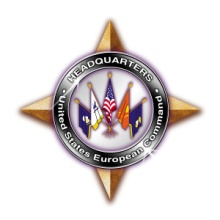 HEADQUARTERS
• United States European Command •